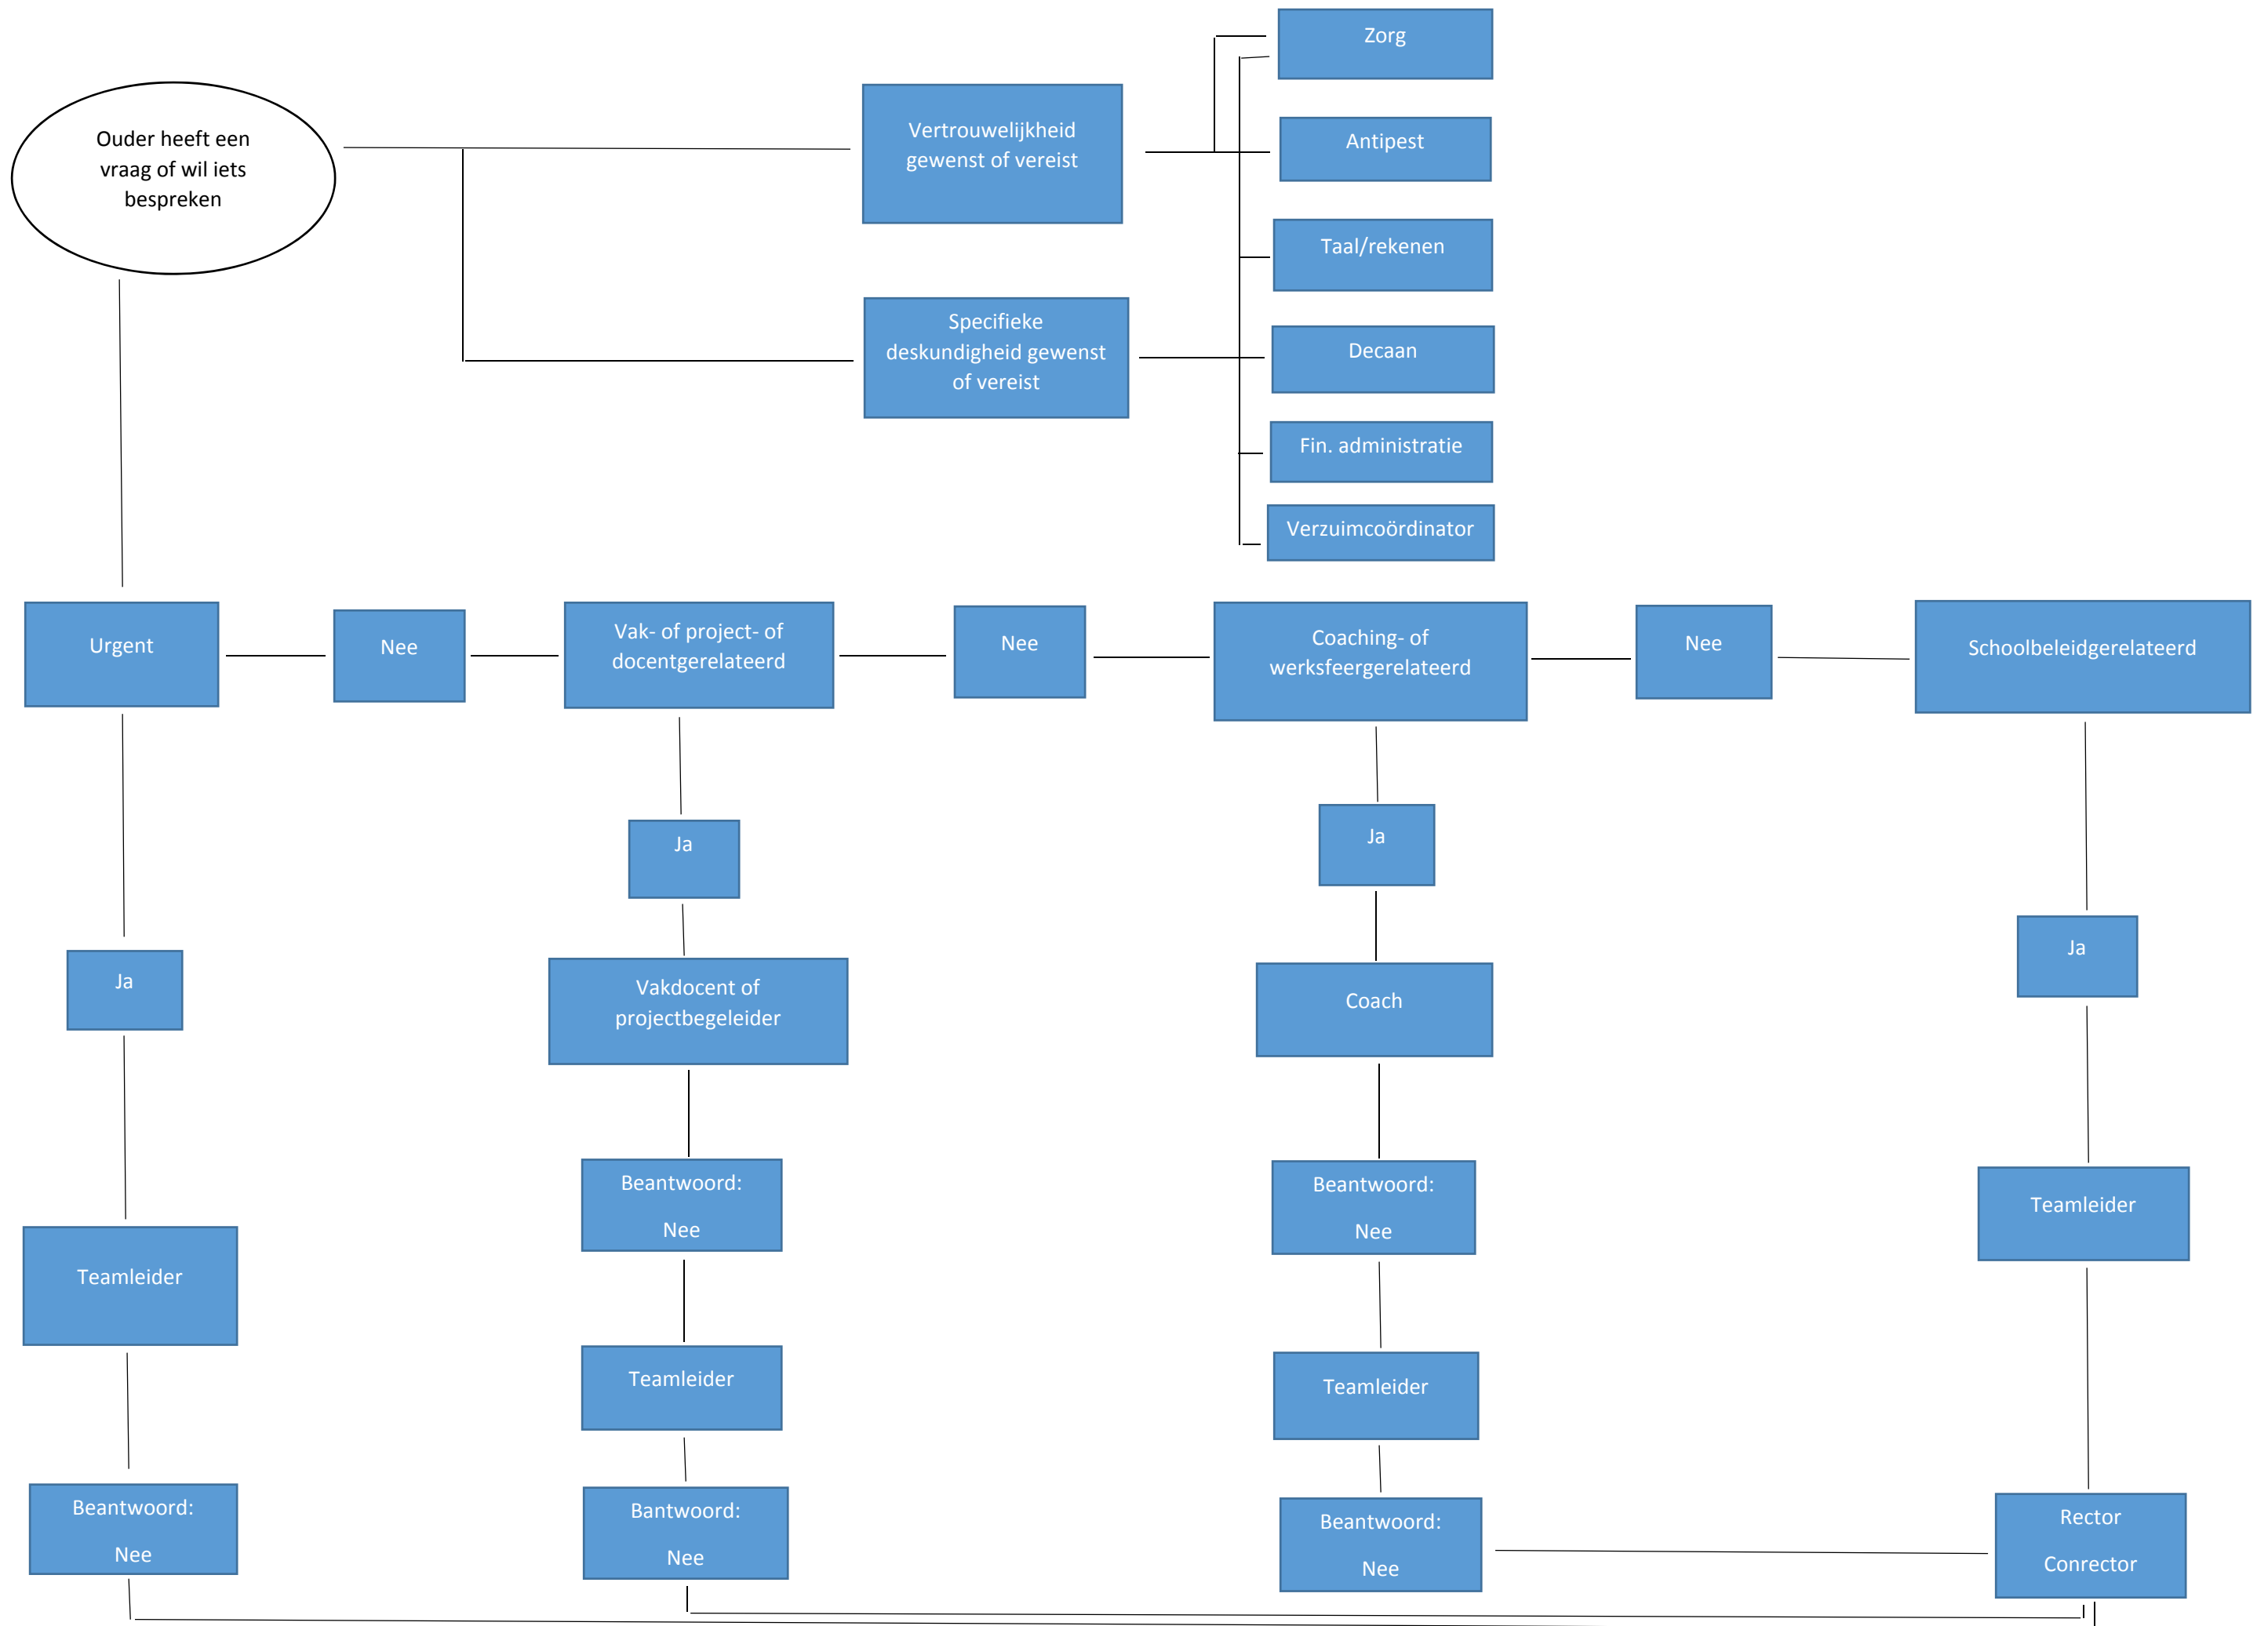 Zorg
Ouder heeft een
vraag of wil iets
bespreken
Vertrouwelijkheid
gewenst of vereist
Antipest
Taal/rekenen
Specifieke
deskundigheid gewenst
of vereist
Decaan
Fin. administratie
Verzuimcoördinator
Urgent
Nee
Vak- of project- of
docentgerelateerd
Nee
Coaching- of
werksfeergerelateerd
Nee
Schoolbeleidgerelateerd
Ja
Ja
Ja
Ja
Vakdocent of
projectbegeleider
Coach
Beantwoord:
Nee
Beantwoord:
Nee
Teamleider
Teamleider
Teamleider
Teamleider
Beantwoord:
Nee
Bantwoord:
Nee
Beantwoord:
Nee
Rector
Conrector